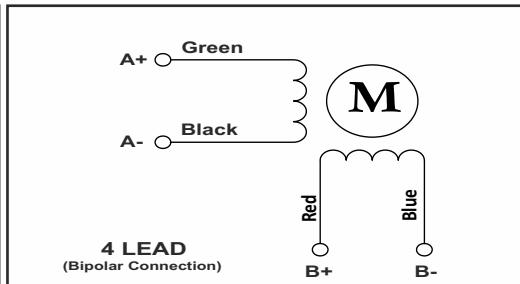 A+ Green
M
A- Black
Red Blue
4 LEAD
(Bipolar Connection)
B+ B-